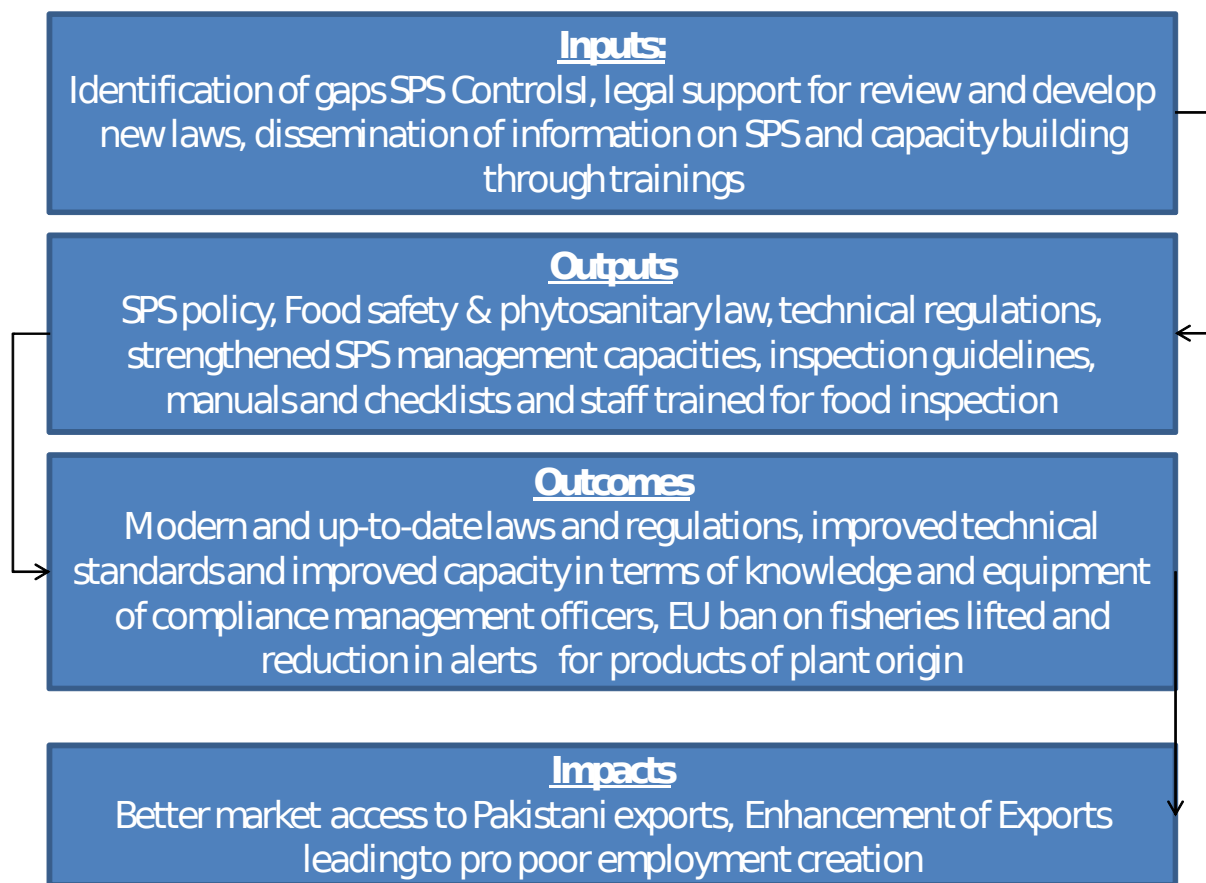 Inputs:
Identification of gaps SPS ControlsI, legal support for review and develop
new laws, dissemination of information on SPS and capacity building
through trainings
Outputs
SPS policy, Food safety & phytosanitary law, technical regulations,
strengthened SPS management capacities, inspection guidelines,
manuals and checklists and staff trained for food inspection
Outcomes
Modern and up-to-date laws and regulations, improved technical
standards and improved capacity in terms of knowledge and equipment
of compliance management officers, EU ban on fisheries lifted and
reduction in alerts for products of plant origin
Impacts
Better market access to Pakistani exports, Enhancement of Exports
leading to pro poor employment creation